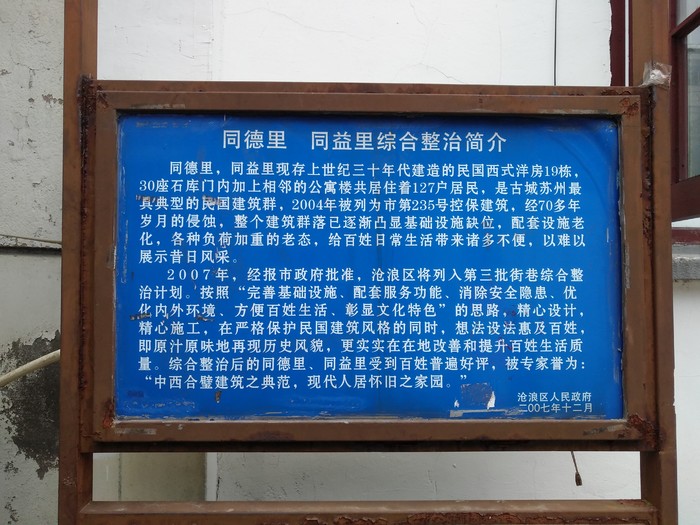 同德里　同益里综合整治简介
同德里，同益里现存上世纪三十年代建造的民国西式洋房19栋，
30座石库门内加上相邻的公寓楼共居住着127户居民，是古城苏州最
具典型的民国建筑群，2004年被列为市第235号控保建筑，经70多年
岁月的侵蚀，整个建筑群落已逐渐凸显基础设施缺位，配套设施老
化，各种负荷加重的老态，给百姓日常生活带来诸多不便，以难以
展示昔日风采。
2007年，经报市政府批准，沧浪区将列入第三批街巷综合整
治计划。按照“完善基础设施、配套服务功能、消除安全隐患、优
化内外环境、方便百姓生活、彰显文化特色”的思路，精心设计，
精心施工，在严格保护民国建筑风格的同时，想法设法惠及百姓，
即原汁原味地再现历史风貌，更实实在在地改善和提升百姓生活质
量。综合整治后的同德里、同益里受到百姓普遍好评，被专家誉为：
“中西合璧建筑之典范，现代人居怀旧之家园。”
沧浪区人民政府
二00七年十二月